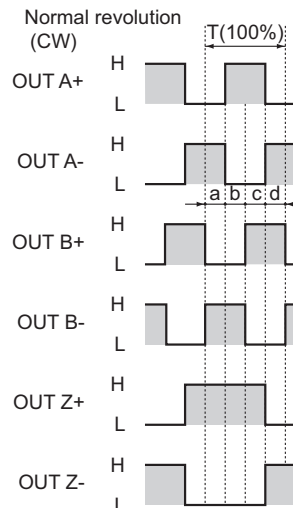 Normal revolution
(CW)
T(100%)
H
OUT A+
L
H
OUT A-
L
a b c d
H
OUT B+
L
H
OUT B-
L
H
OUT Z+
L
H
OUT Z-
L